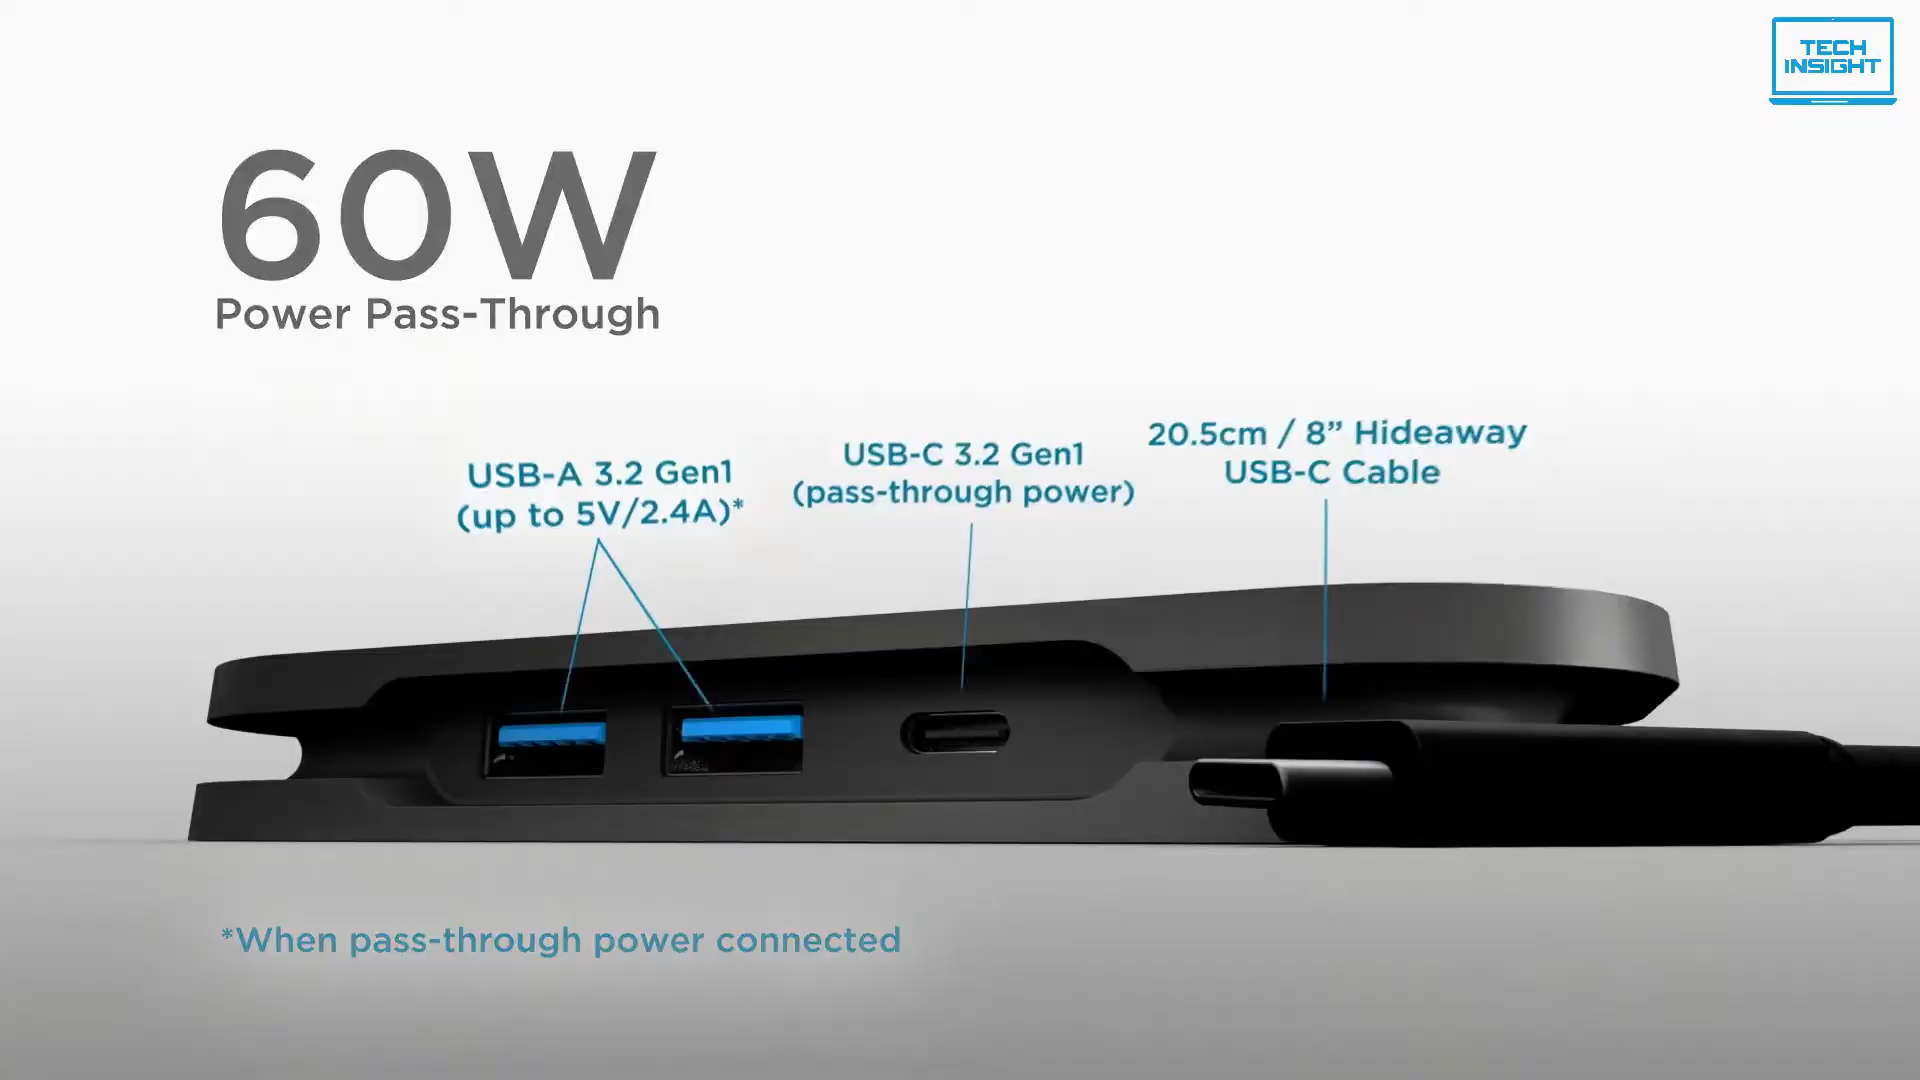 TECH
INSIGHT
60W
Power Pass-Through
USB-A 3.2 Gen1
(up to 5V/2.4A)*
USB-C 3.2 Gen1
(pass-through power)
20.5cm / 8” Hideaway
USB-C Cable
*When pass-through power connected